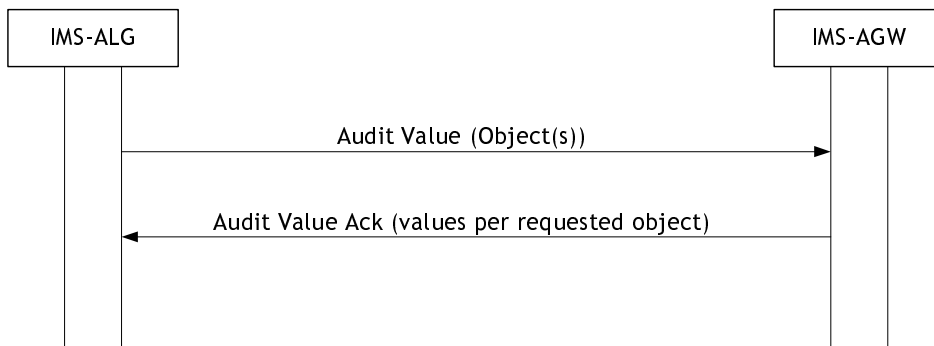 IMS-ALG
IMS-AGW
Audit Value (Object(s))
Audit Value Ack (values per requested object)